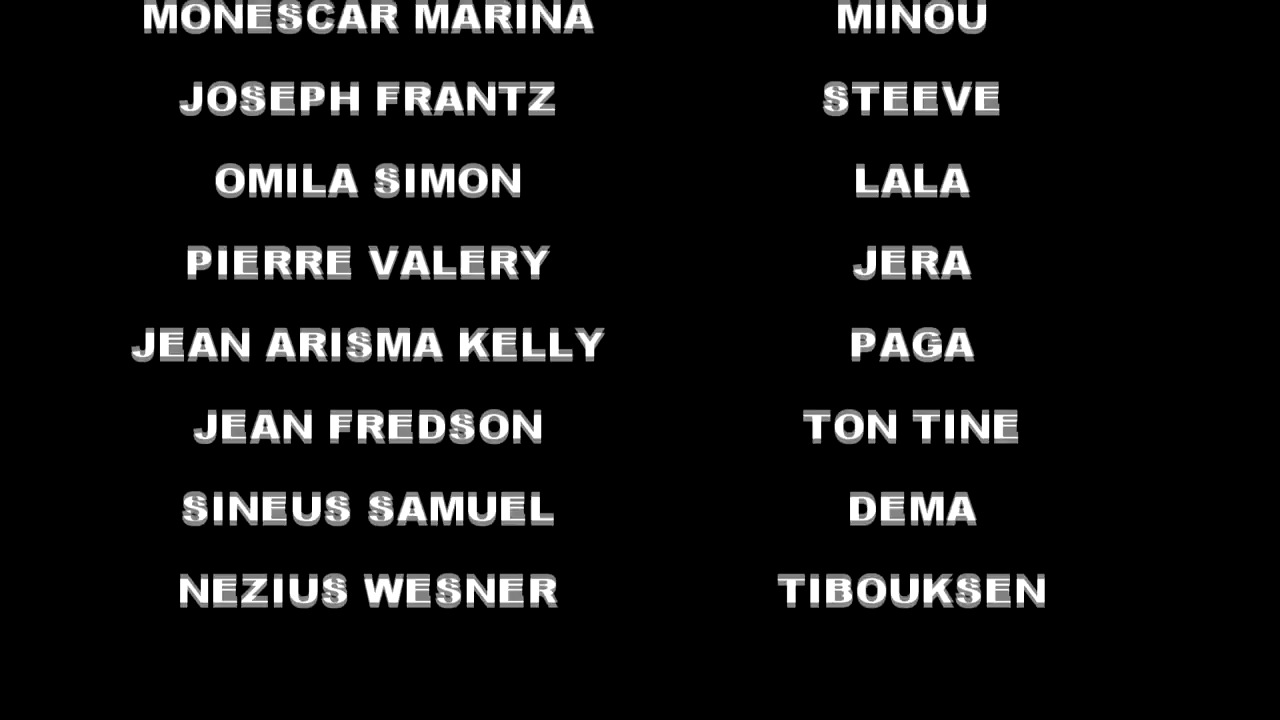 MONESCAR MARINA MINOU
JOSEPH FRANTZ STEEVE
OMILA SIMON LALA
PIERRE VALERY JERA
JEAN ARISMA KELLY PAGA
JEAN FREDSON TON TINE
SINEUS SAMUEL DEMA
NEZIUS WESNER TIBOUKSEN